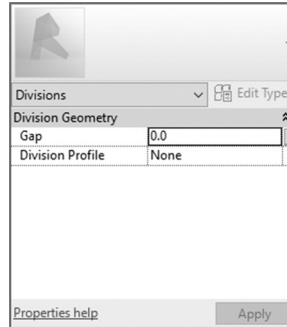 Divisions Edit Type
Division Geometry
Gap 0.0
Division Profile None
Properties help Apply